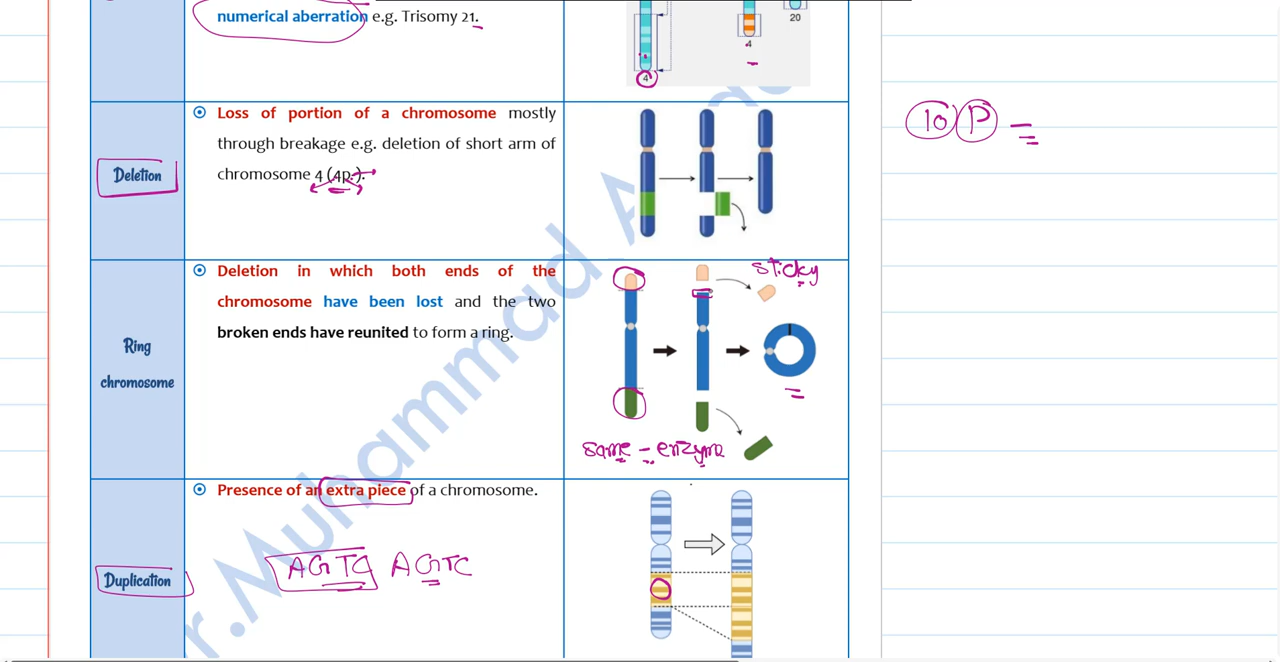 numerical aberration e.g. Trisomy 21.
20
4
4
Deletion
Loss of portion of a chromosome mostly
through breakage e.g. deletion of short arm of
chromosome 4 (4p-).
10 P
Ring
chromosome
Deletion in which both ends of the
chromosome have been lost and the two
broken ends have reunited to form a ring.
sticky
same - enzyme
Duplication
Presence of an extra piece of a chromosome.
AGTC AGTC
r.Muhammad A